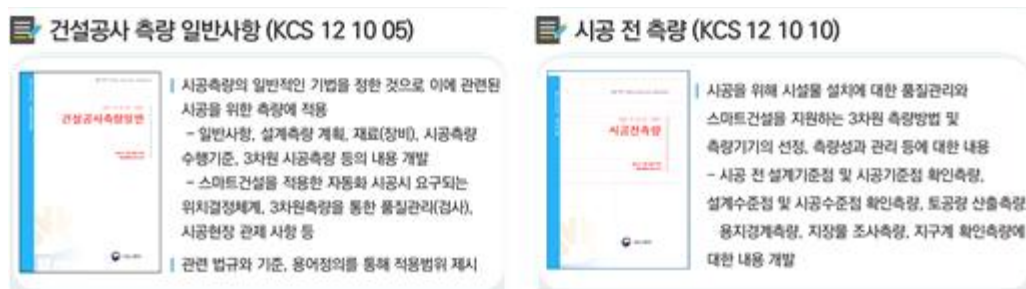 건설공사 측량 일반사항 (KCS 12 10 05)
건설공사측량일반
시공측량의 일반적인 기법을 정한 것으로 이에 관련된
시공을 위한 측량에 적용
- 일반사항, 설계측량 계획, 재료(장비), 시공측량
수행기준, 3차원 시공측량 등의 내용 개발
- 스마트건설을 적용한 자동화 시공시 요구되는
위치결정체계, 3차원측량을 통한 품질관리(검사),
시공현장 관제 사항 등
관련 법규와 기준, 용어정의를 통해 적용범위 제시
시공 전 측량 (KCS 12 10 10)
시공전측량
시공을 위해 시설물 설치에 대한 품질관리와
스마트건설을 지원하는 3차원 측량방법 및
측량기기의 선정, 측량성과 관리 등에 대한 내용
- 시공 전 설계기준점 및 시공기준점 확인측량,
설계수준점 및 시공수준점 확인측량, 토공량 산출측량
용지경계측량, 지장물 조사측량, 지구계 확인측량에
대한 내용 개발